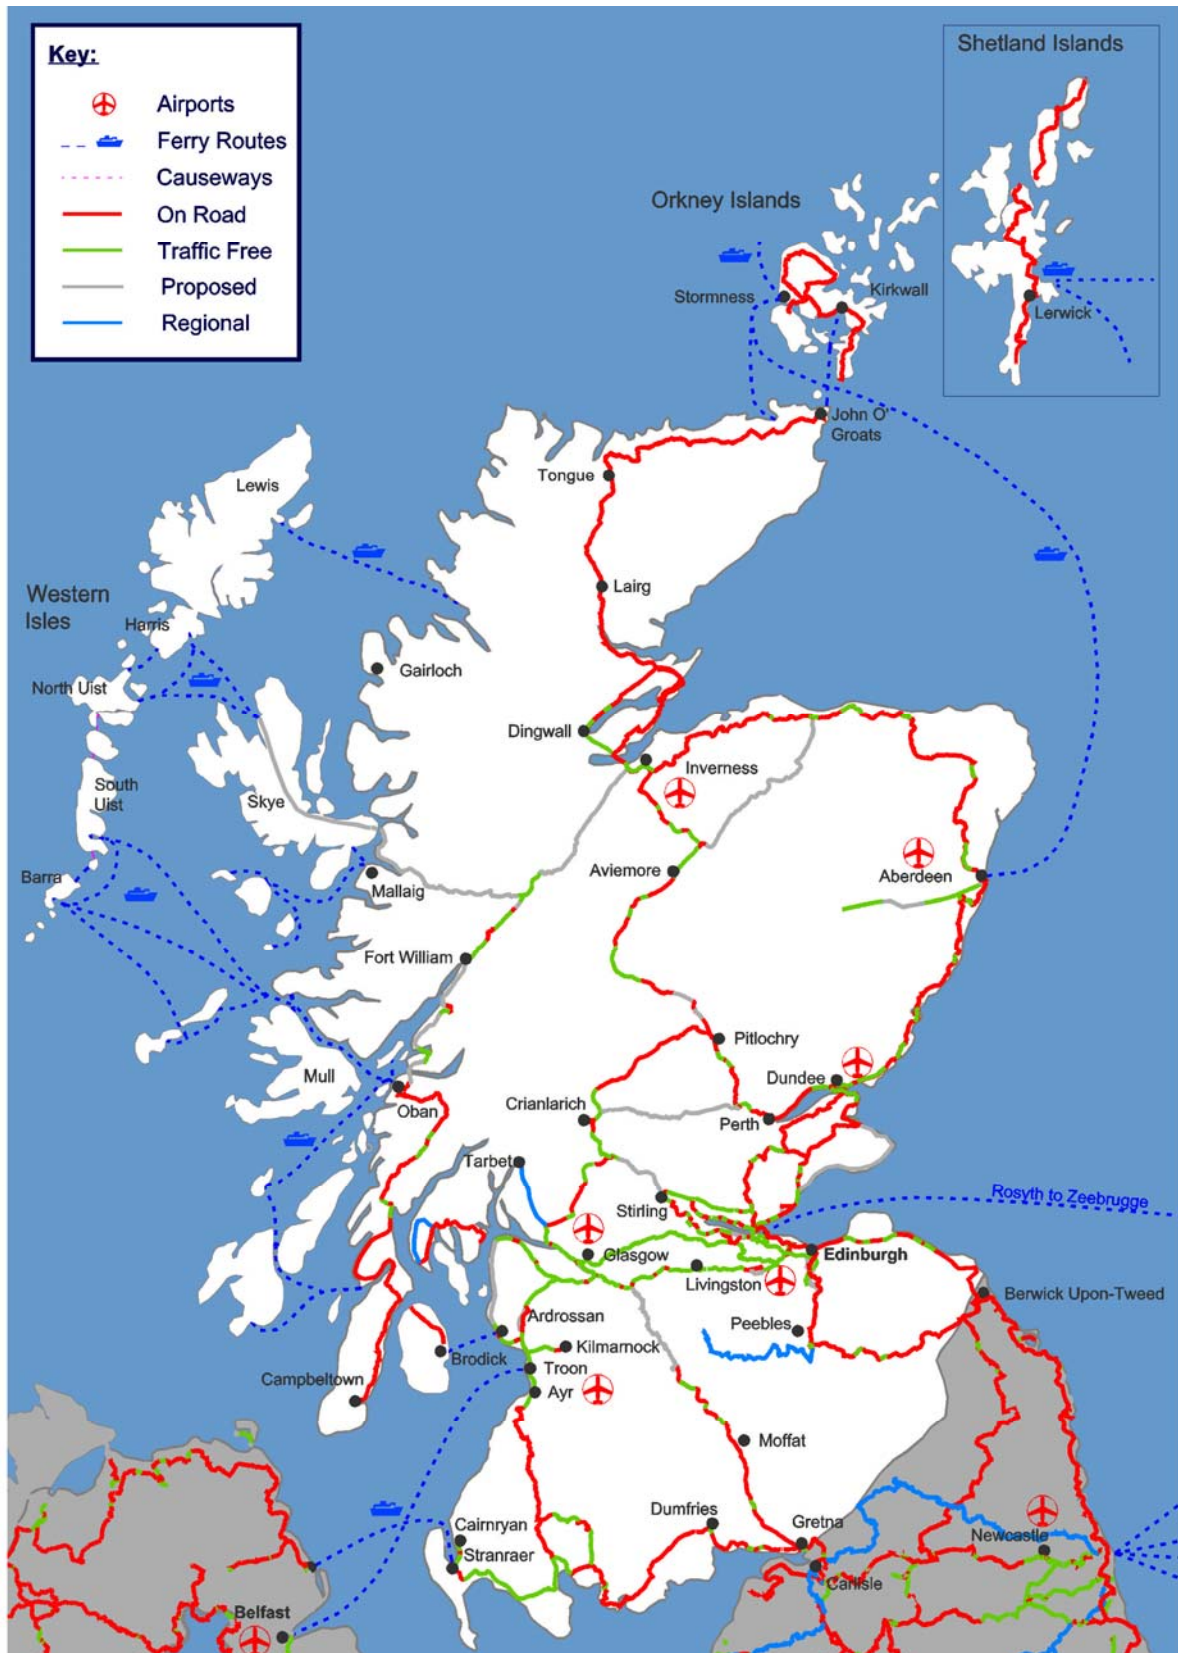 Key:
Airports
Ferry Routes
Causeways
On Road
Traffic Free
Proposed
Regional
Shetland Islands
Lerwick
Orkney Islands
Stormness
Kirkwall
John O'
Groats
Tongue
Lewis
Lairg
Western
Isles
Harris
Gairloch
North Uist
Dingwall
Inverness
South
Uist
Skye
Aviemore
Aberdeen
Barra
Mallaig
Fort William
Pitlochry
Mull
Dundee
Oban
Crianlarich
Perth
Tarbet
Stirling
Rosyth to Zeebrugge
Glasgow
Edinburgh
Livingston
Berwick Upon-Tweed
Ardrossan
Peebles
Brodick
Kilmarnock
Troon
Campbeltown
Ayr
Moffat
Dumfries
Gretna
Cairnryan
Stranraer
Newcastle
Carlisle
Belfast